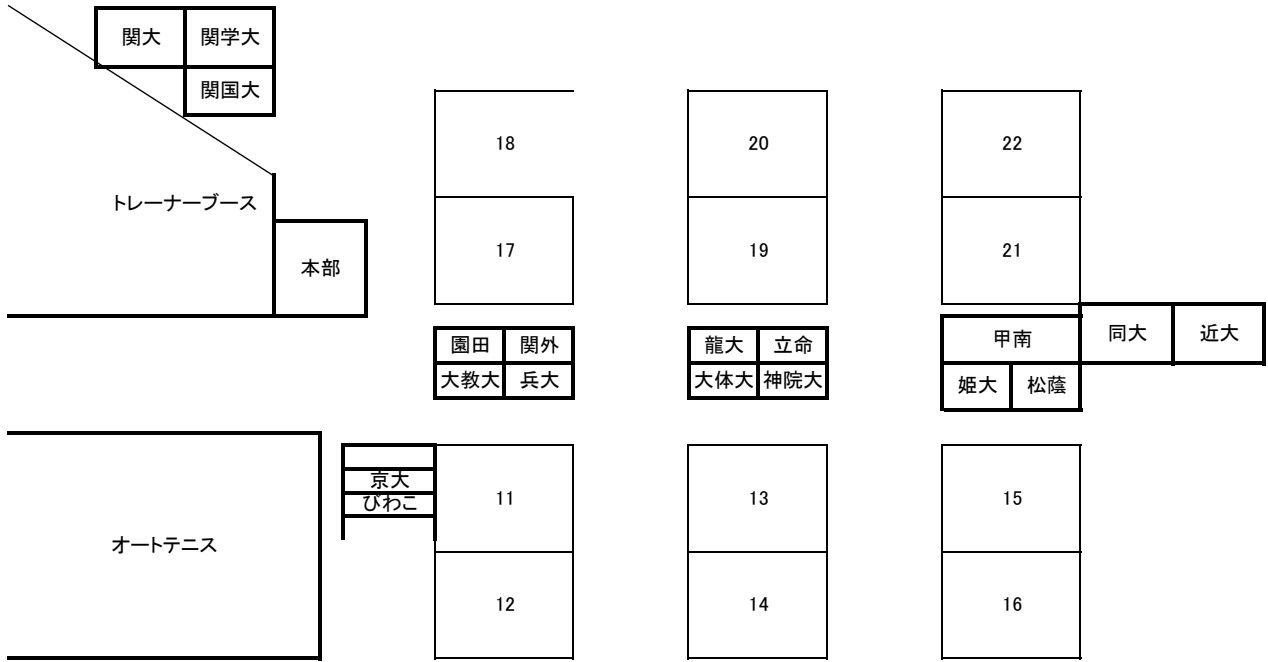 関大 関学大
関国大
18 20 22
トレーナーブース
本部
17 19 21
園田 関外 龍大 立命 甲南 同大 近大
大教大 兵大 大体大 神院大 姫大 松蔭
京大
びわこ
11 13 15
オートテニス
12 14 16